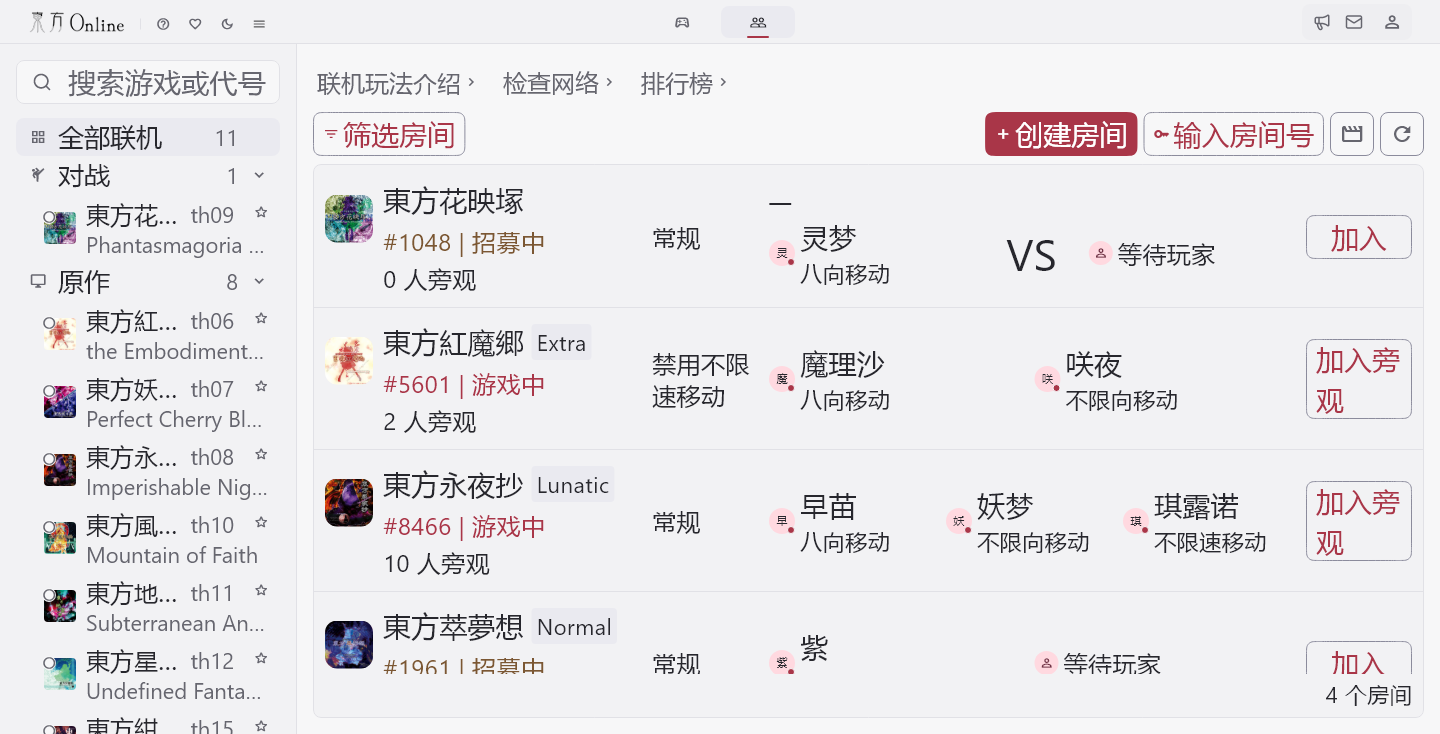 東方Online
搜索游戏或代号
全部联机 11
对战 1
東方花... th09
Phantasmagoria ...
原作 8
東方紅... th06
the Embodiment...
東方妖... th07
Perfect Cherry Bl...
東方永... th08
Imperishable Nig...
東方風... th10
Mountain of Faith
東方地... th11
Subterranean An...
東方星... th12
Undefined Fanta...
東方紺... th15
联机玩法介绍 检查网络 排行榜
筛选房间
创建房间
输入房间号
東方花映塚
#1048 | 招募中
0 人旁观
常规
—
灵
灵梦
八向移动
VS
等待玩家
加入
東方紅魔郷 Extra
#5601 | 游戏中
2 人旁观
禁用不限
速移动
魔
魔理沙
八向移动
咲
咲夜
不限向移动
加入旁
观
東方永夜抄 Lunatic
#8466 | 游戏中
10 人旁观
常规
早
早苗
八向移动
妖
妖梦
不限向移动
琪
琪露诺
不限速移动
加入旁
观
東方萃夢想 Normal
#1961 | 招募中
常规
紫
紫
等待玩家
加入
4 个房间